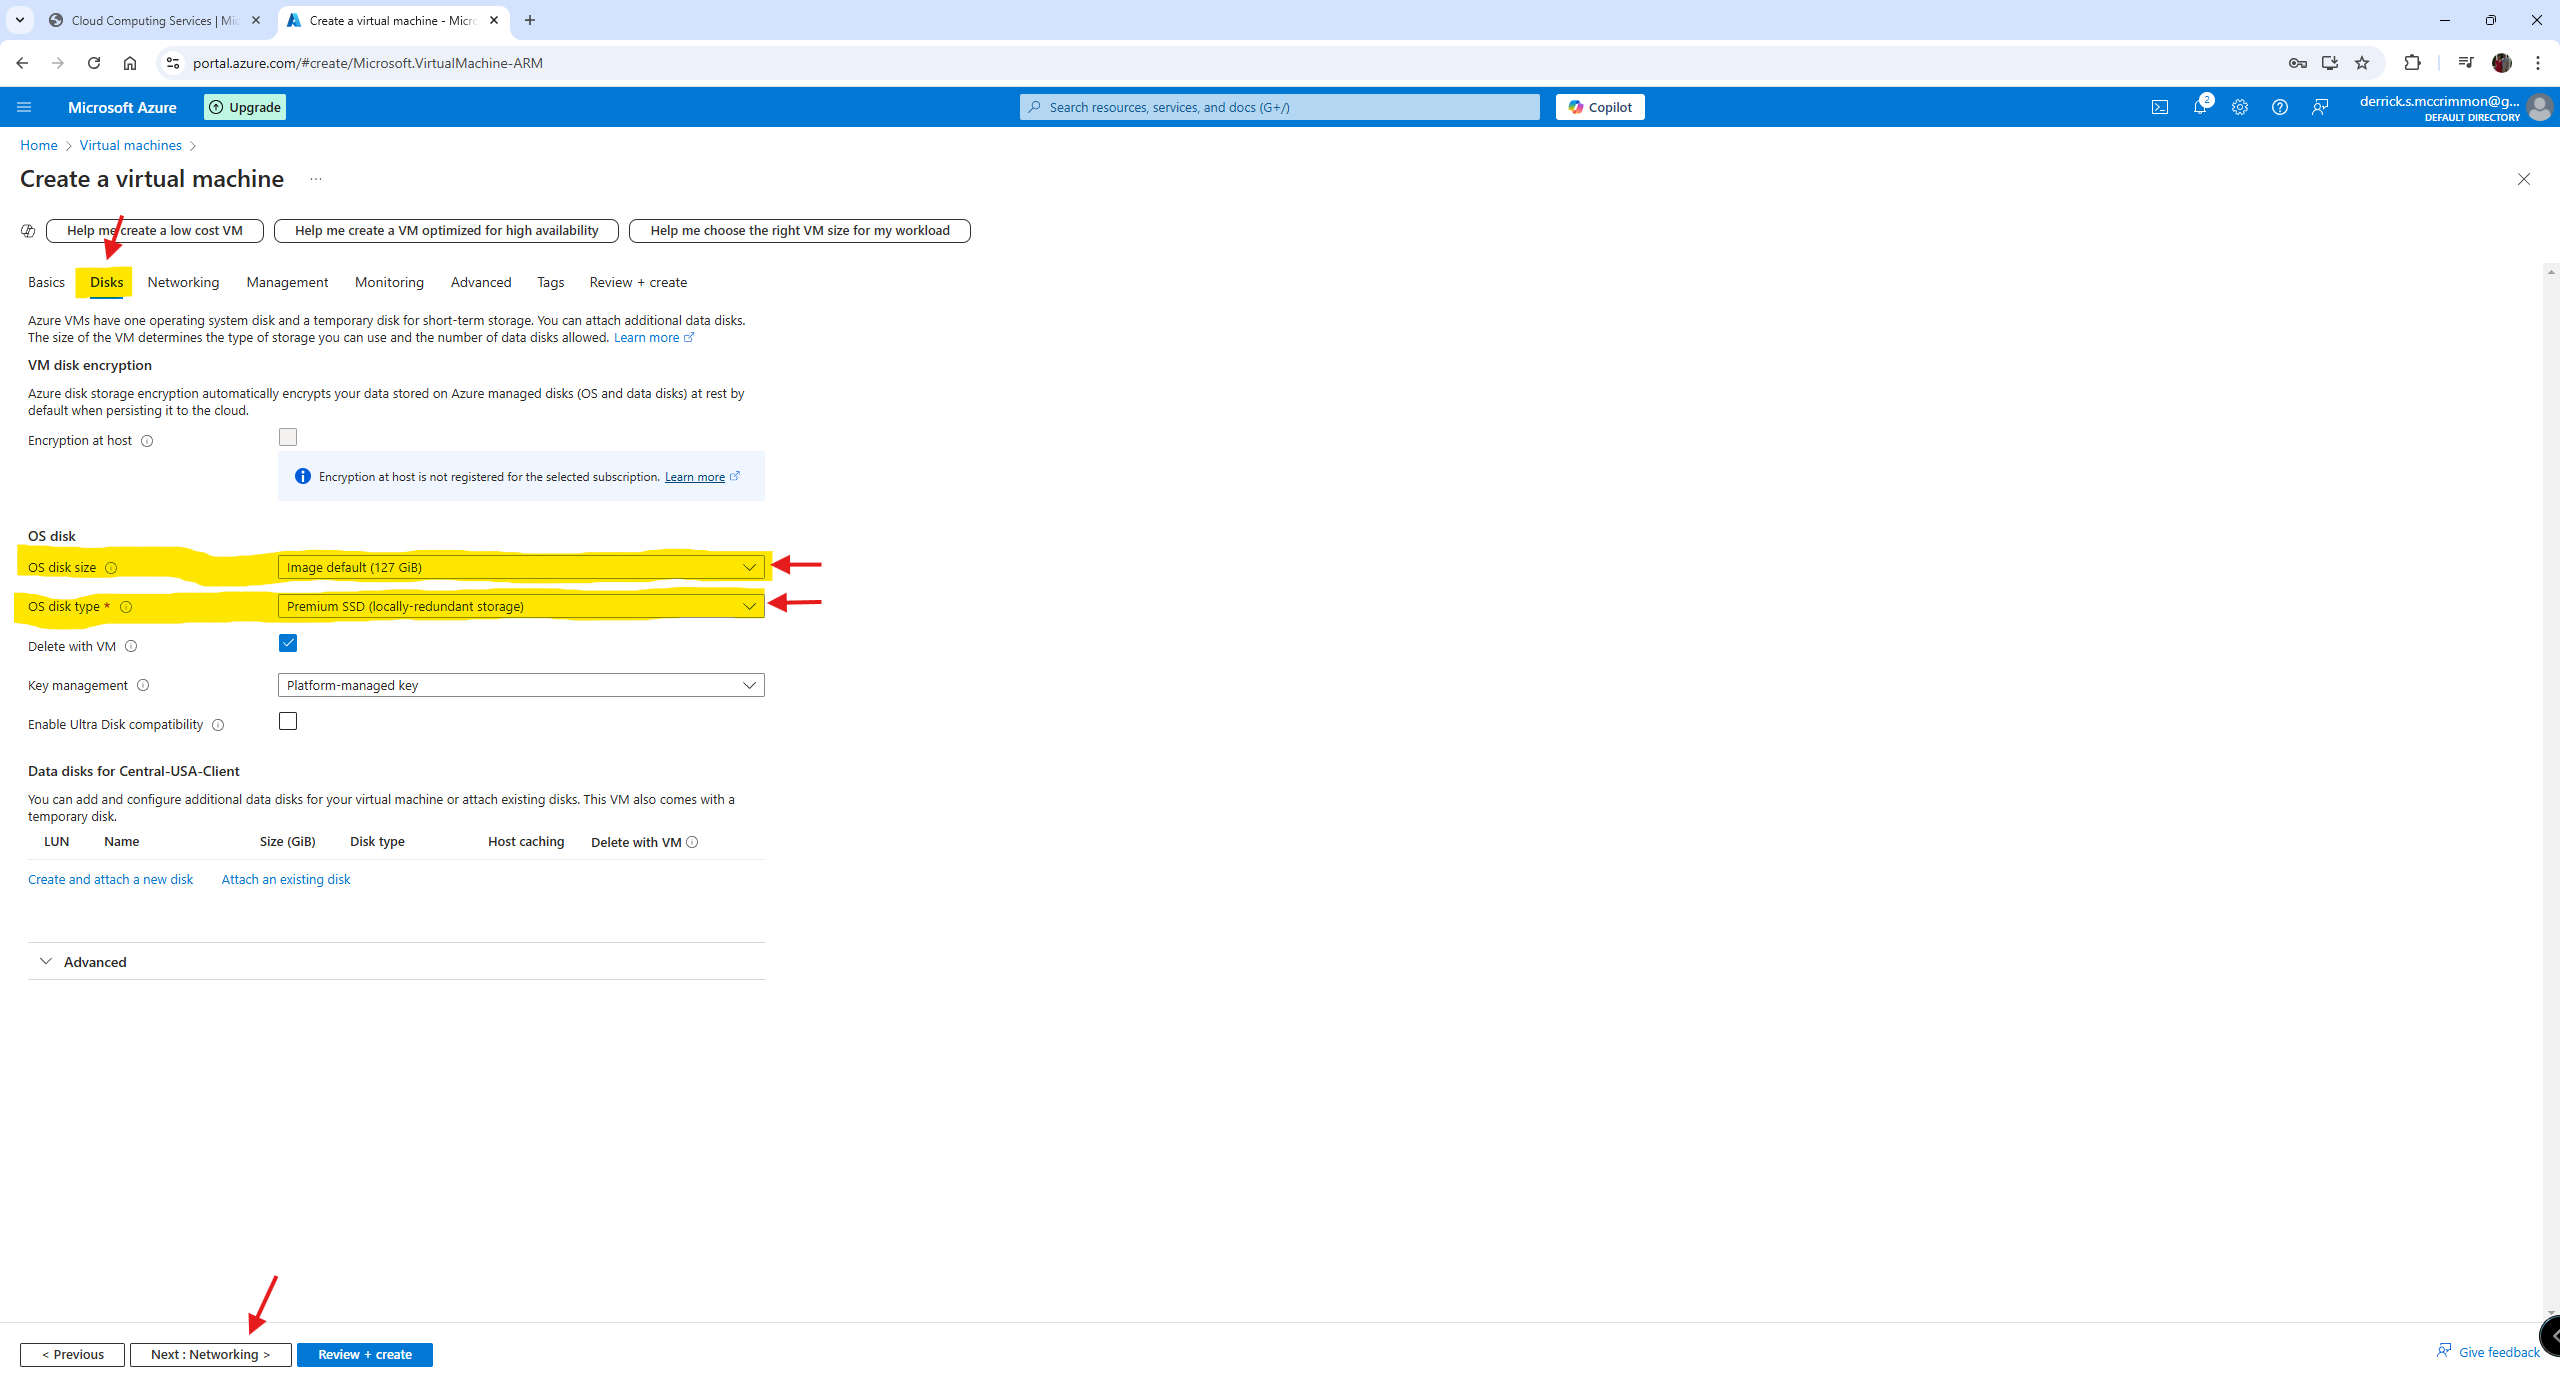 Cloud Computing Services | Mic
Create a virtual machine - Micro
portal.azure.com/#create/Microsoft.VirtualMachine-ARM
Microsoft Azure
Upgrade
Search resources, services, and docs (G+/)
Copilot
2
derrick.s.mccrimmon@g...
DEFAULT DIRECTORY
Home > Virtual machines >
Create a virtual machine ...
Help me create a low cost VM
Help me create a VM optimized for high availability
Help me choose the right VM size for my workload
Basics Disks Networking Management Monitoring Advanced Tags Review + create
Azure VMs have one operating system disk and a temporary disk for short-term storage. You can attach additional data disks.
The size of the VM determines the type of storage you can use and the number of data disks allowed. Learn more
VM disk encryption
Azure disk storage encryption automatically encrypts your data stored on Azure managed disks (OS and data disks) at rest by
default when persisting it to the cloud.
Encryption at host
Encryption at host is not registered for the selected subscription. Learn more
OS disk
OS disk size
Image default (127 GiB)
OS disk type *
Premium SSD (locally-redundant storage)
Delete with VM
Key management
Platform-managed key
Enable Ultra Disk compatibility
Data disks for Central-USA-Client
You can add and configure additional data disks for your virtual machine or attach existing disks. This VM also comes with a
temporary disk.
LUN Name Size (GiB) Disk type Host caching Delete with VM
Create and attach a new disk Attach an existing disk
Advanced
< Previous
Next : Networking >
Review + create
Give feedback